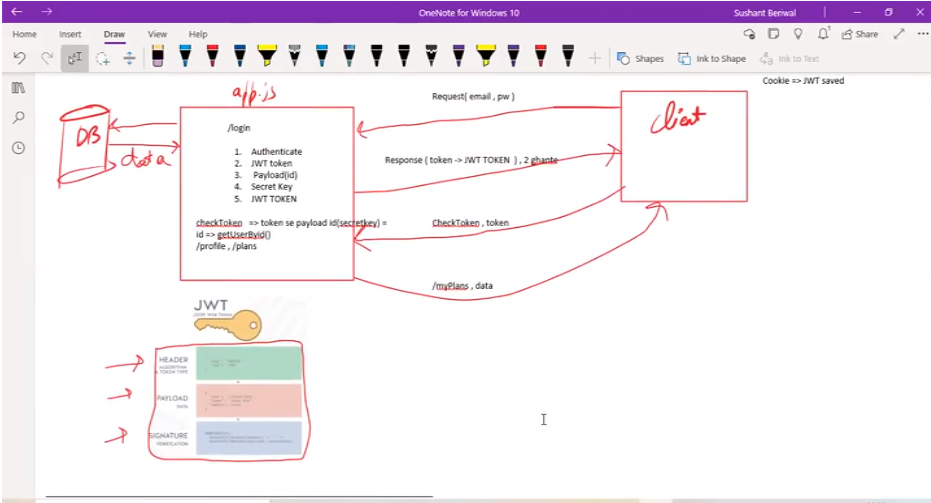 OneNote for Windows 10
Sushant Beriwal
Home Insert Draw View Help
Share
Shapes
Ink to Shape
Ink to Text
Cookie => JWT saved
app.js
Request( email , pw )
Client
DB
data
/login
1. Authenticate
2. JWT token
3. Payload(id)
4. Secret Key
5. JWT TOKEN
Response ( token -> JWT TOKEN ) , 2 ghante
checkToken => token se payload id(secretkey) =
id => getUserByid()
/profile , /plans
CheckToken , token
/myPlans , data
JWT
JSON WEB TOKEN
HEADER
ALGORITHM
& TOKEN TYPE
PAYLOAD
DATA
SIGNATURE
VERIFICATION